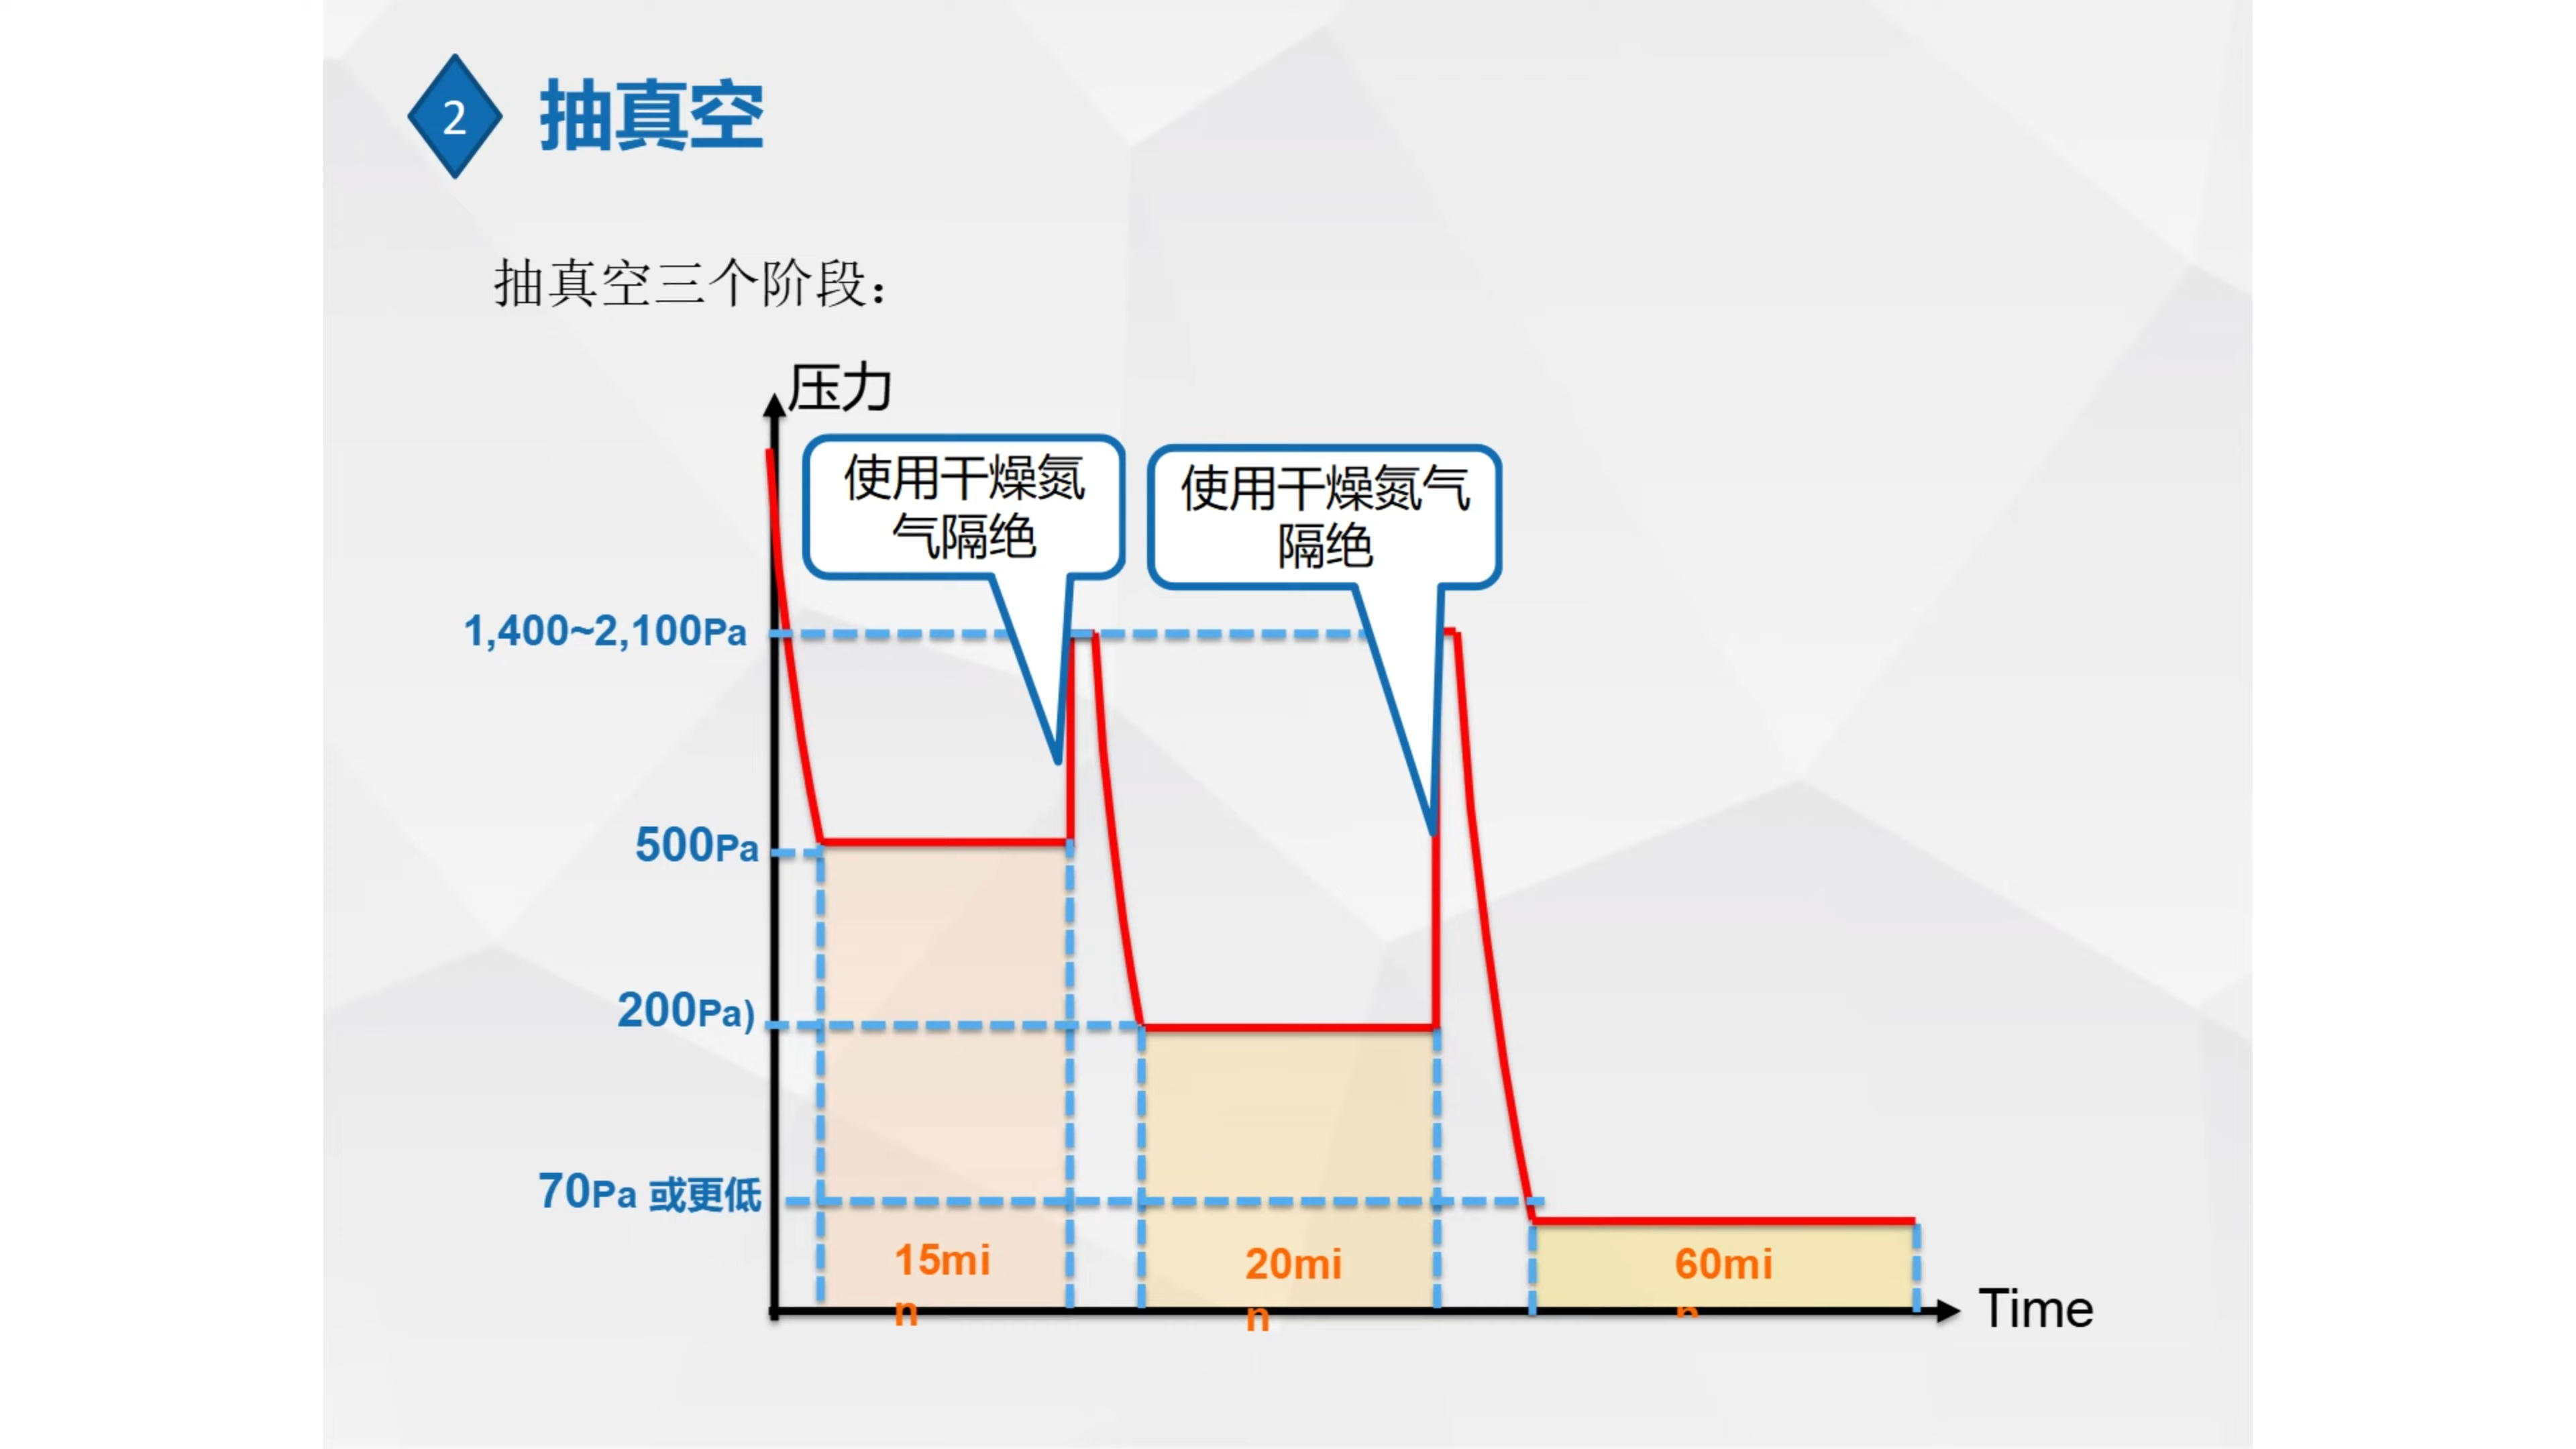 2
抽真空
抽真空三个阶段：
压力
使用干燥氮
气隔绝
使用干燥氮气
隔绝
1,400~2,100Pa
500Pa
200Pa)
70Pa 或更低
15mi
n
20mi
n
60mi
n
Time